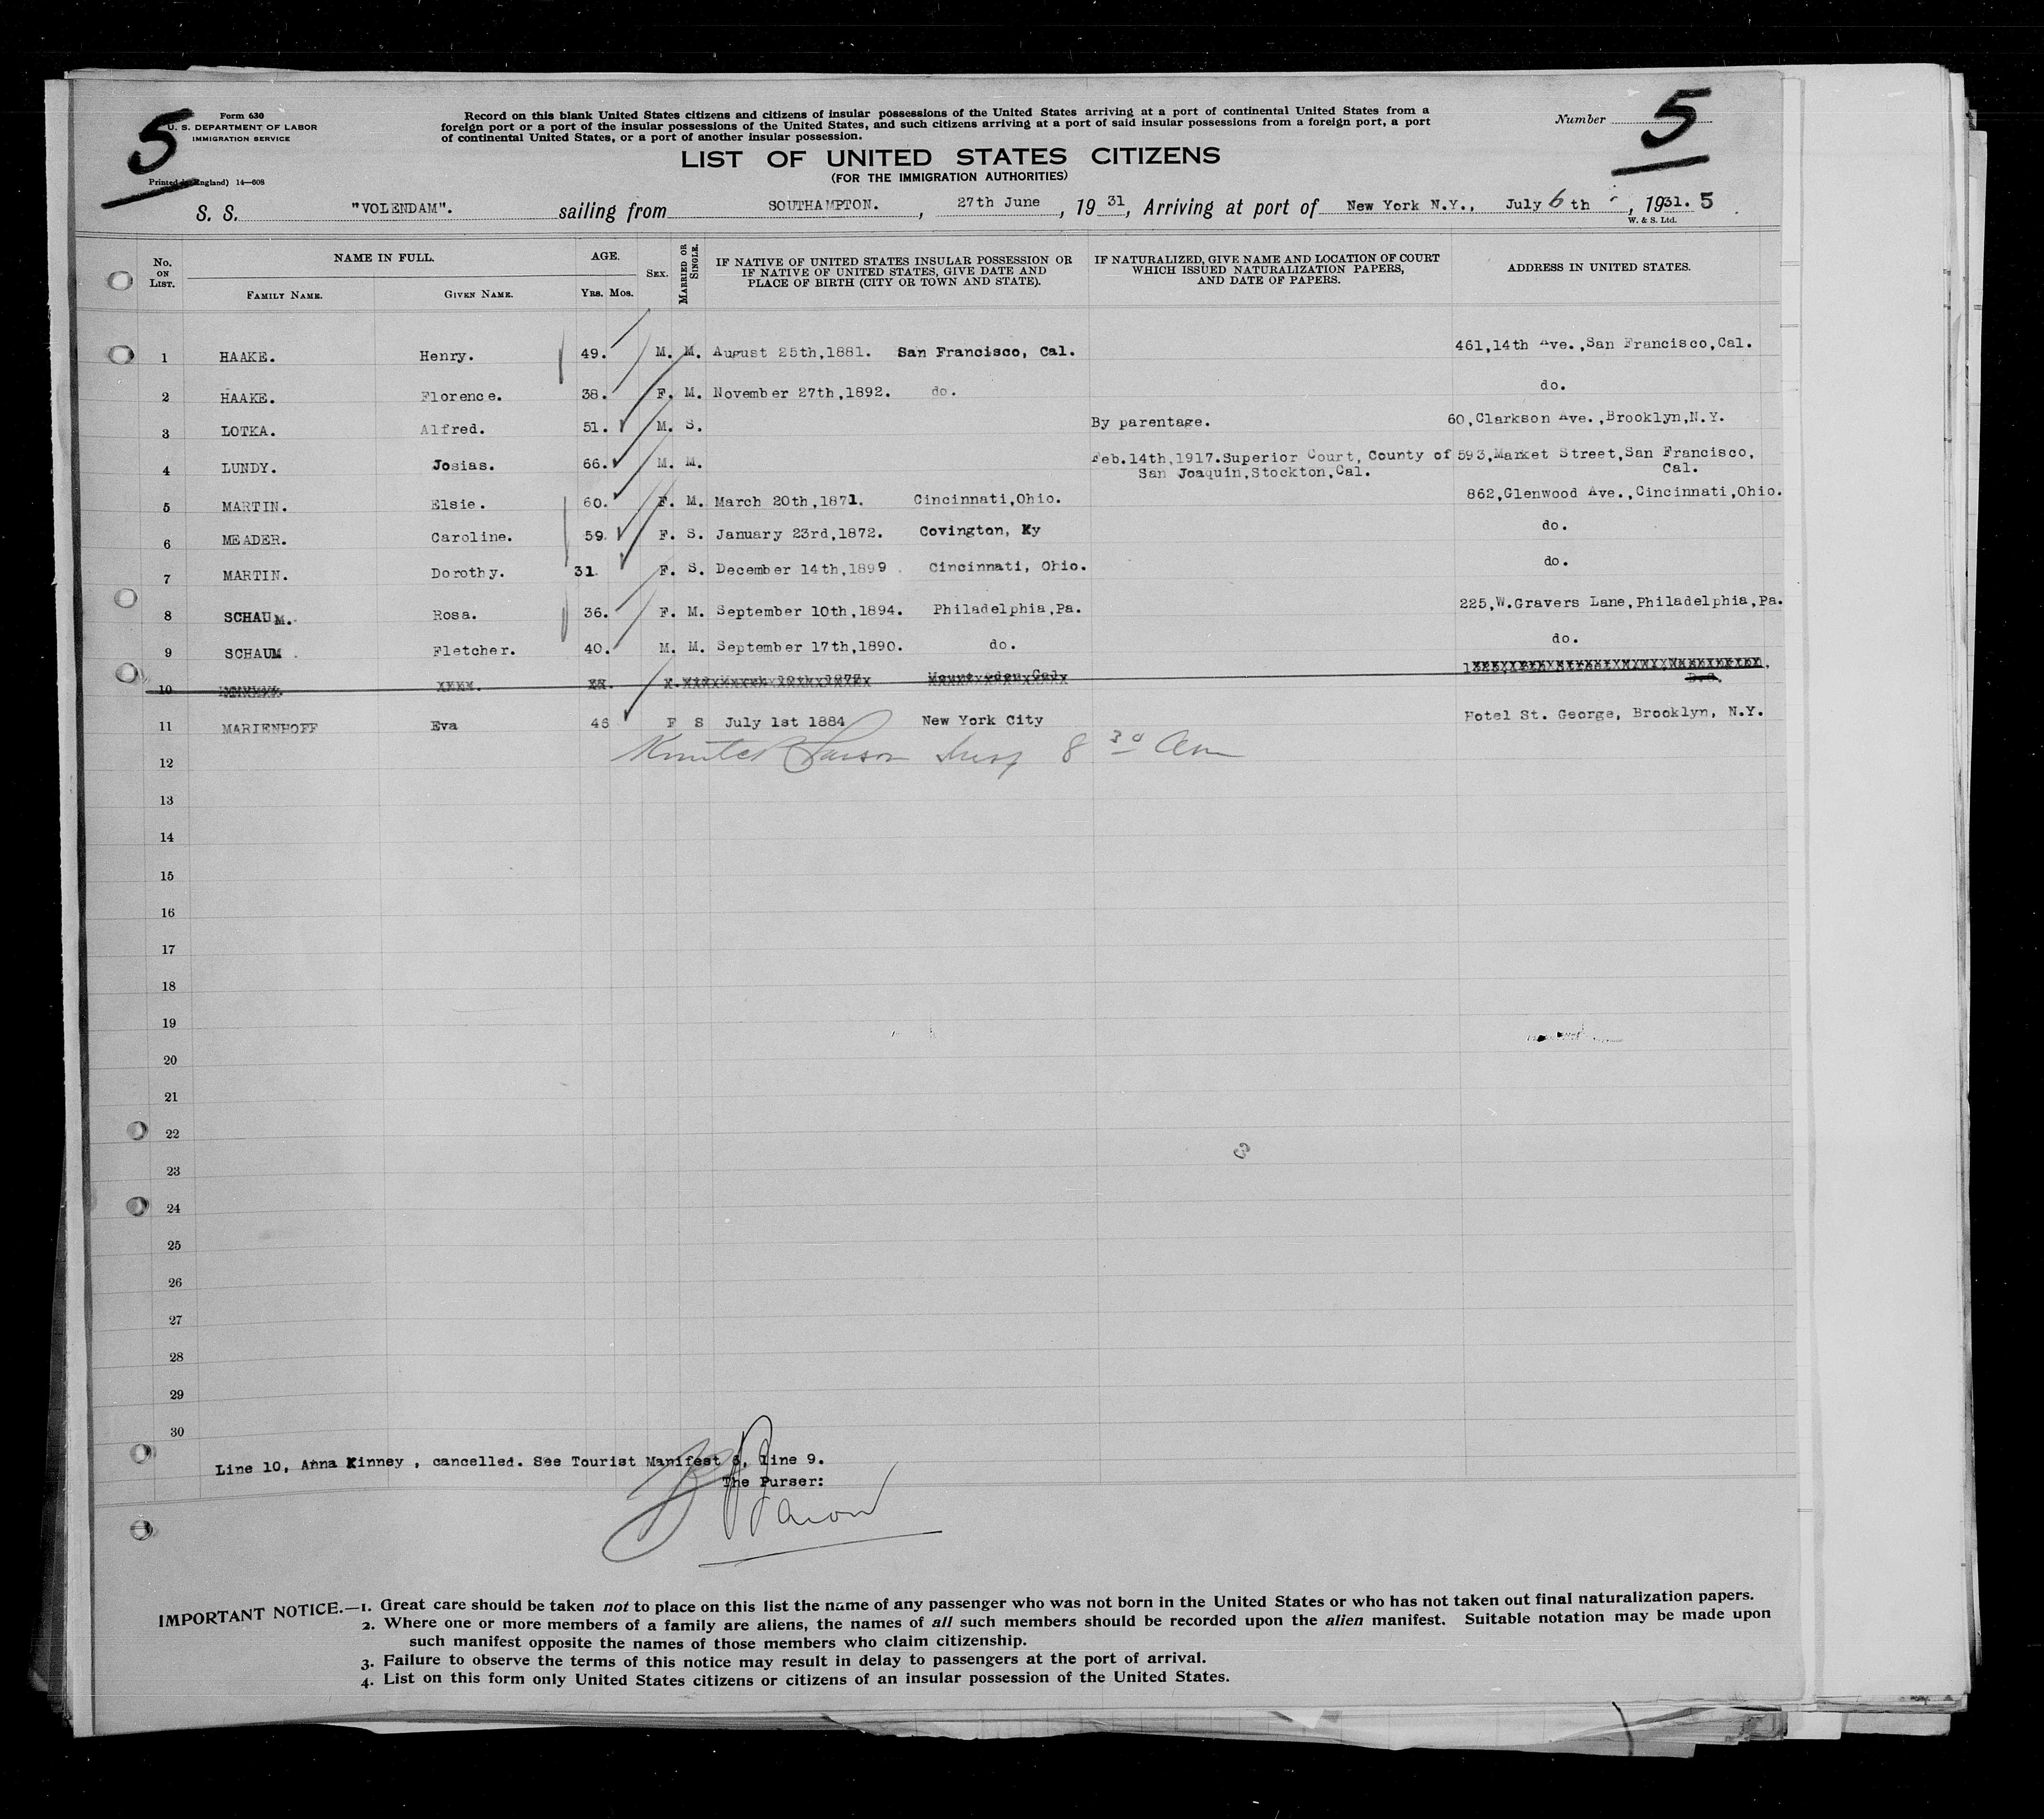 5
Form 630
U. S. DEPARTMENT OF LABOR
IMMIGRATION SERVICE
Printed in England) 14—608
Record on this blank United States citizens and citizens of insular possessions of the United States arriving at a port of continental United States from a
foreign port or a port of the insular possessions of the United States, and such citizens arriving at a port of said insular possessions from a foreign port, a port
of continental United States, or a port of another insular possession.
Number 5
LIST OF UNITED STATES CITIZENS
(FOR THE IMMIGRATION AUTHORITIES)
S. S. "VOLENDAM". sailing from SOUTHAMPTON. , 27th June , 19 31, Arriving at port of New York N.Y., July 6 th , 1931. 5
W. & S. Ltd.
No. ON LIST.
NAME IN FULL.
FAMILY NAME. GIVEN NAME.
AGE.
YRS. MOS.
SEX.
MARRIED OR SINGLE.
IF NATIVE OF UNITED STATES INSULAR POSSESSION OR
IF NATIVE OF UNITED STATES, GIVE DATE AND
PLACE OF BIRTH (CITY OR TOWN AND STATE).
IF NATURALIZED, GIVE NAME AND LOCATION OF COURT
WHICH ISSUED NATURALIZATION PAPERS,
AND DATE OF PAPERS.
ADDRESS IN UNITED STATES.
1 HAAKE. Henry. 49. M. M. August 25th,1881. San Francisco, Cal. 461,14th Ave.,San Francisco,Cal.
2 HAAKE. Florence. 38. F. M. November 27th,1892. do. do.
3 LOTKA. Alfred. 51. M. S. By parentage. 60,Clarkson Ave.,Brooklyn,N.Y.
4 LUNDY. Josias. 66. M. M. Feb.14th,1917.Superior Court, County of 593,Market Street,San Francisco,
San Joaquin,Stockton,Cal. Cal.
5 MARTIN. Elsie. 60. F. M. March 20th,1871. Cincinnati,Ohio. 862,Glenwood Ave.,Cincinnati,Ohio.
6 MEADER. Caroline. 59. F. S. January 23rd,1872. Covington, Ky do.
7 MARTIN. Dorothy. 31. F. S. December 14th,1899. Cincinnati, Ohio. do.
8 SCHAUM. Rosa. 36. F. M. September 10th,1894. Philadelphia,Pa. 225,W.Gravers Lane,Philadelphia,Pa.
9 SCHAUM. Fletcher. 40. M. M. September 17th,1890. do. do.
10
11 MARIENHOFF Eva 46 F S July 1st 1884 New York City Hotel St. George, Brooklyn, N.Y.
12 8 30 Am
13
14
15
16
17
18
19
20
21
22
23
24
25
26
27
28
29
30
Line 10, Anna Kinney , cancelled. See Tourist Manifest 6, line 9.
The Purser:
IMPORTANT NOTICE.—1. Great care should be taken not to place on this list the name of any passenger who was not born in the United States or who has not taken out final naturalization papers.
2. Where one or more members of a family are aliens, the names of all such members should be recorded upon the alien manifest. Suitable notation may be made upon
such manifest opposite the names of those members who claim citizenship.
3. Failure to observe the terms of this notice may result in delay to passengers at the port of arrival.
4. List on this form only United States citizens or citizens of an insular possession of the United States.